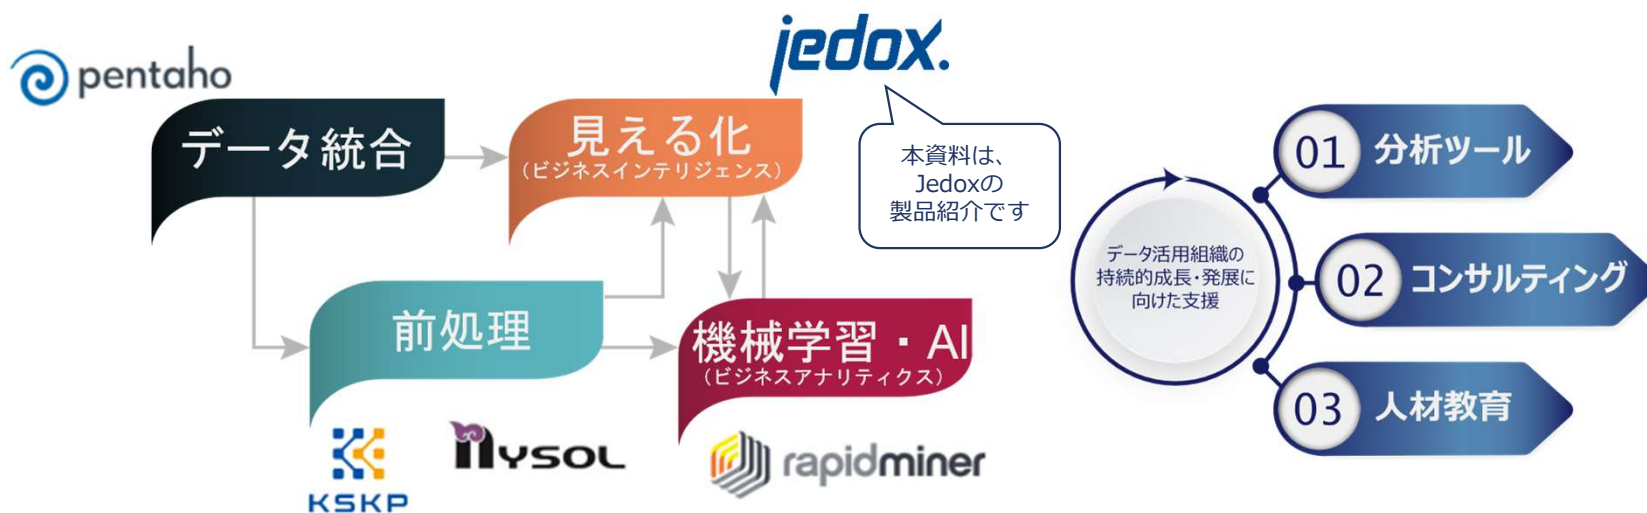 pentaho
jedox.
データ統合
見える化
（ビジネスインテリジェンス）
本資料は、
Jedoxの
製品紹介です
前処理
機械学習・AI
（ビジネスアナリティクス）
KSKP
nysol
rapidminer
データ活用組織の
持続的成長・発展に
向けた支援
01 分析ツール
02 コンサルティング
03 人材教育